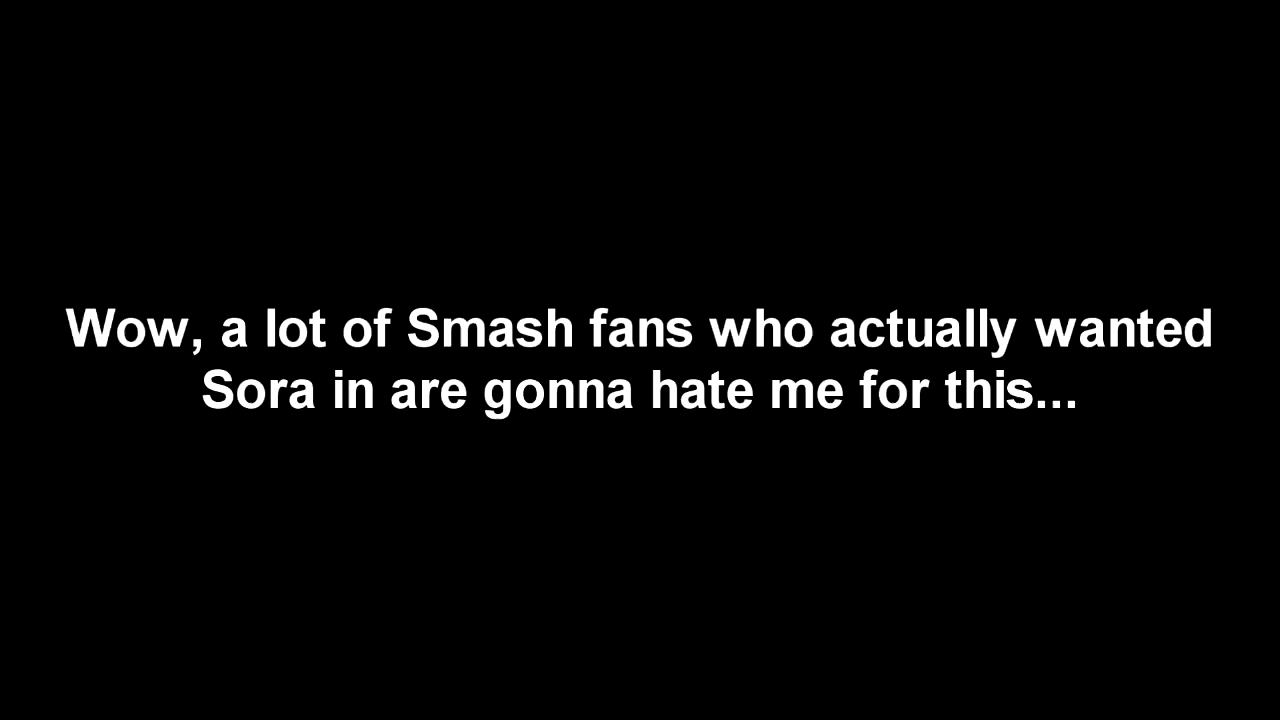 Wow, a lot of Smash fans who actually wanted
Sora in are gonna hate me for this...